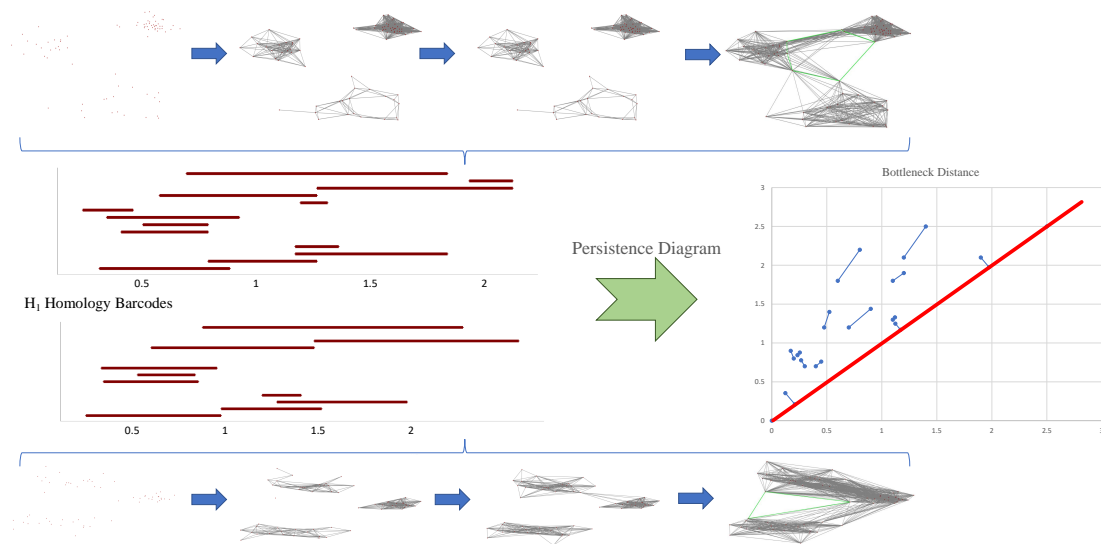 0.5 1 1.5 2
H₁ Homology Barcodes
0.5 1 1.5 2
Persistence Diagram
Bottleneck Distance
3
2.5
2
1.5
1
0.5
0
0 0.5 1 1.5 2 2.5 3